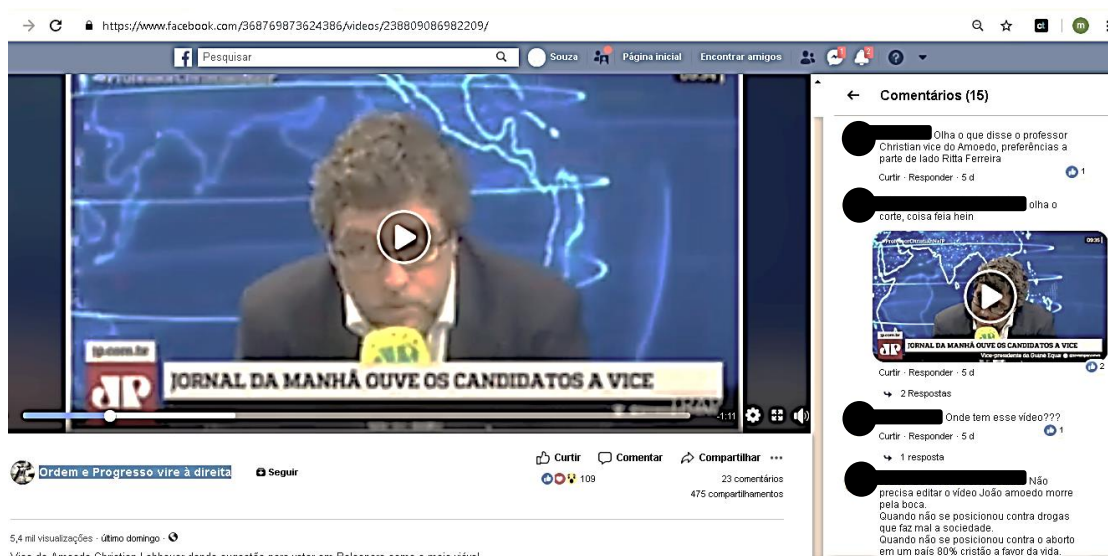 https://www.facebook.com/368769873624386/videos/238809086982209/
Pesquisar
Souza
Página inicial
Encontrar amigos
1
2
ct
m
jp.com.br
JP
JORNAL DA MANHÃ OUVE OS CANDIDATOS A VICE
-1:11
Ordem e Progresso vire à direita
Seguir
Curtir
Comentar
Compartilhar
109
23 comentários
475 compartilhamentos
5,4 mil visualizações · último domingo ·
Comentários (15)
Olha o que disse o professor
Christian vice do Amoedo, preferências a
parte de lado Ritta Ferreira
Curtir · Responder · 5 d
1
olha o
corte, coisa feia hein
09:35
JP
JORNAL DA MANHÃ OUVE OS CANDIDATOS A VICE
Curtir · Responder · 5 d
2
2 Respostas
Onde tem esse vídeo???
Curtir · Responder · 5 d
1
1 resposta
Não
precisa editar o vídeo João amoedo morre
pela boca.
Quando não se posicionou contra drogas
que faz mal a sociedade.
Quando não se posicionou contra o aborto
em um país 80% cristão a favor da vida.